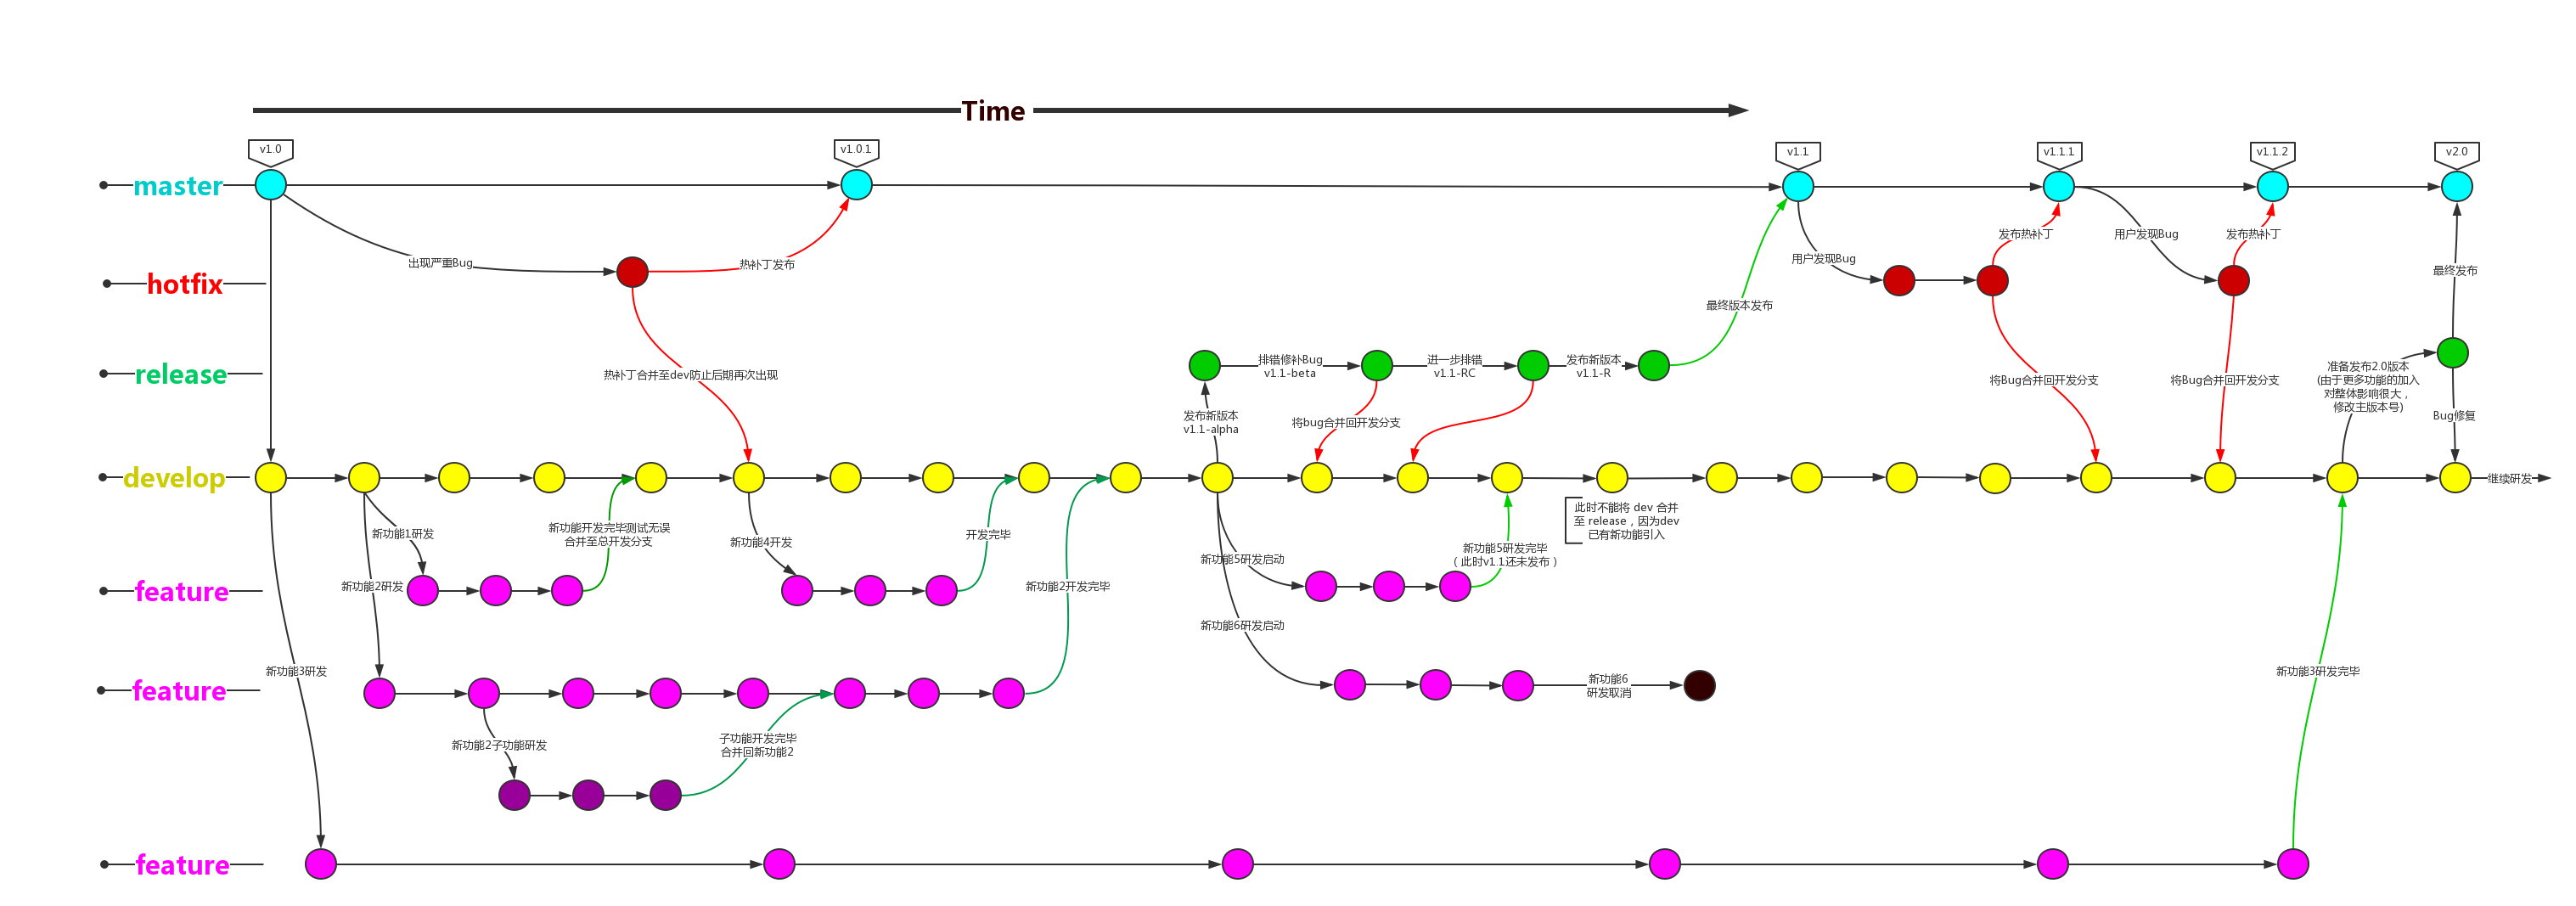 Time
v1.0
v1.0.1
v1.1
v1.1.1
v1.1.2
v2.0
master
出现严重Bug
热补丁发布
用户发现Bug
发布热补丁
用户发现Bug
发布热补丁
最终发布
hotfix
最终版本发布
release
热补丁合并至dev防止后期再次出现
发布新版本
v1.1-alpha
排错修补Bug
v1.1-beta
进一步排错
v1.1-RC
发布新版本
v1.1-R
将bug合并回开发分支
将Bug合并回开发分支
将Bug合并回开发分支
准备发布2.0版本
(由于更多功能的加入
对整体影响很大，
修改主版本号)
Bug修复
develop
继续研发
新功能1研发
新功能开发完毕测试无误
合并至总开发分支
新功能4开发
开发完毕
新功能5研发启动
新功能5研发完毕
（此时v1.1还未发布）
此时不能将 dev 合并
至 release，因为dev
已有新功能引入
feature
新功能2研发
新功能2开发完毕
新功能6研发启动
新功能3研发
feature
新功能6
研发取消
新功能3研发完毕
新功能2子功能研发
子功能开发完毕
合并回新功能2
feature